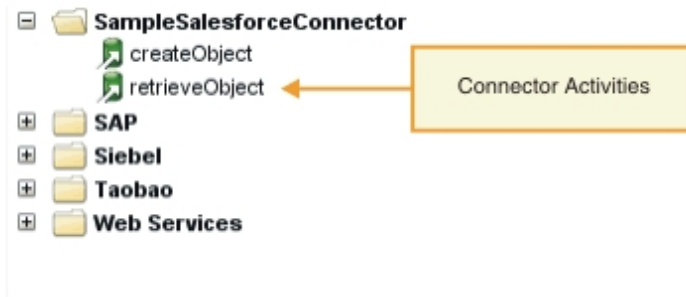 SampleSalesforceConnector
createObject
retrieveObject
Connector Activities
SAP
Siebel
Taobao
Web Services